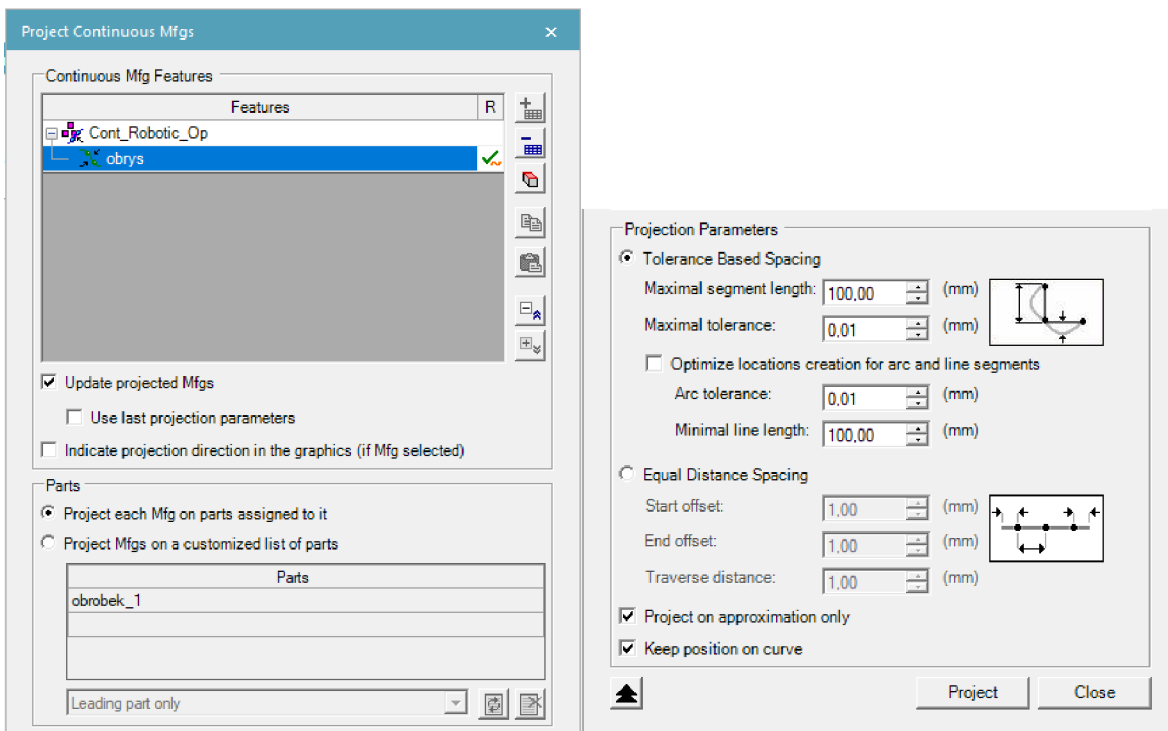 Project Continuous Mfgs
Continuous Mfg Features
Features R
Cont_Robotic_Op
obrys
Update projected Mfgs
Use last projection parameters
Indicate projection direction in the graphics (if Mfg selected)
Parts
Project each Mfg on parts assigned to it
Project Mfgs on a customized list of parts
Parts
obrobek_1
Leading part only
Projection Parameters
Tolerance Based Spacing
Maximal segment length: 100,00 (mm)
Maximal tolerance: 0,01 (mm)
Optimize locations creation for arc and line segments
Arc tolerance: 0,01 (mm)
Minimal line length: 100,00 (mm)
Equal Distance Spacing
Start offset: 1,00 (mm)
End offset: 1,00 (mm)
Traverse distance: 1,00 (mm)
Project on approximation only
Keep position on curve
Project Close